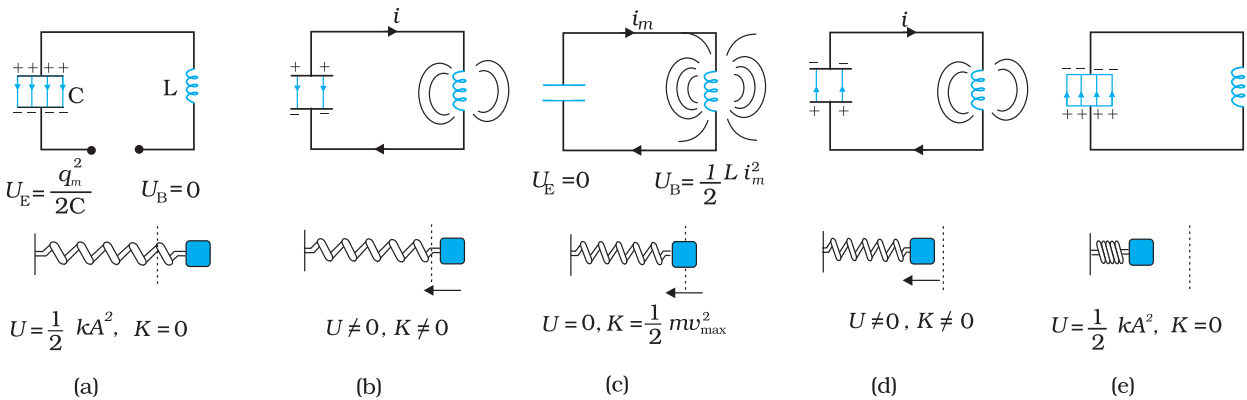 i
i_m
i
+ + + +
C
L
− − − −
+ +
− −
− −
+ +
− − − −
+ + + +
U_E = q_m^2/2C
U_B = 0
U_E = 0
U_B = 1/2 L i_m^2
U = 1/2 kA^2, K = 0
U ≠ 0, K ≠ 0
U = 0, K = 1/2 mv_max^2
U ≠ 0, K ≠ 0
U = 1/2 kA^2, K = 0
(a)
(b)
(c)
(d)
(e)